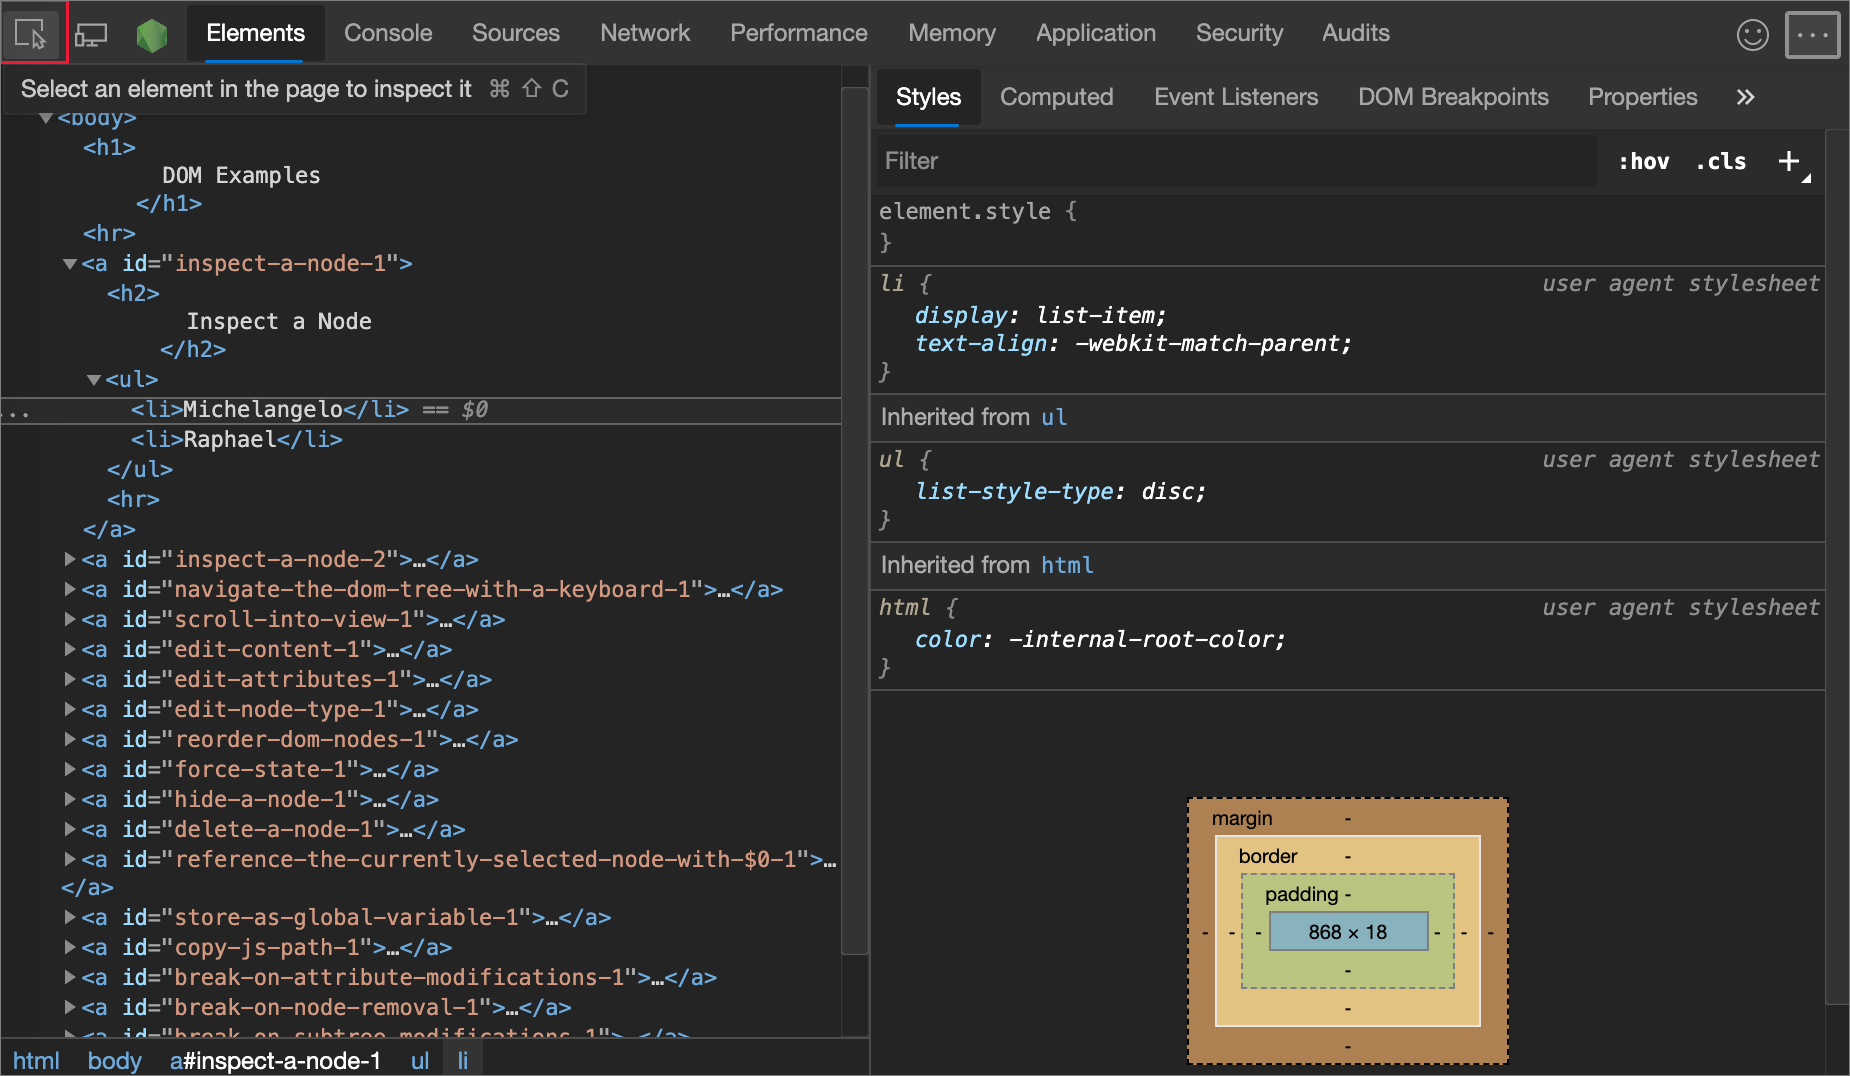 Elements Console Sources Network Performance Memory Application Security Audits
Select an element in the page to inspect it ⌘ ⇧ C
<body>
<h1>
DOM Examples
</h1>
<hr>
<a id="inspect-a-node-1">
<h2>
Inspect a Node
</h2>
<ul>
... <li>Michelangelo</li> == $0
<li>Raphael</li>
</ul>
<hr>
</a>
<a id="inspect-a-node-2">…</a>
<a id="navigate-the-dom-tree-with-a-keyboard-1">…</a>
<a id="scroll-into-view-1">…</a>
<a id="edit-content-1">…</a>
<a id="edit-attributes-1">…</a>
<a id="edit-node-type-1">…</a>
<a id="reorder-dom-nodes-1">…</a>
<a id="force-state-1">…</a>
<a id="hide-a-node-1">…</a>
<a id="delete-a-node-1">…</a>
<a id="reference-the-currently-selected-node-with-$0-1">…
</a>
<a id="store-as-global-variable-1">…</a>
<a id="copy-js-path-1">…</a>
<a id="break-on-attribute-modifications-1">…</a>
<a id="break-on-node-removal-1">…</a>
<a id="break-on-subtree-modifications-1">…</a>
html body a#inspect-a-node-1 ul li
Styles Computed Event Listeners DOM Breakpoints Properties »
Filter :hov .cls +
element.style {
}
li { user agent stylesheet
display: list-item;
text-align: -webkit-match-parent;
}
Inherited from ul
ul { user agent stylesheet
list-style-type: disc;
}
Inherited from html
html { user agent stylesheet
color: -internal-root-color;
}
margin -
border -
padding -
- - - 868 × 18 - - -
-
-
-